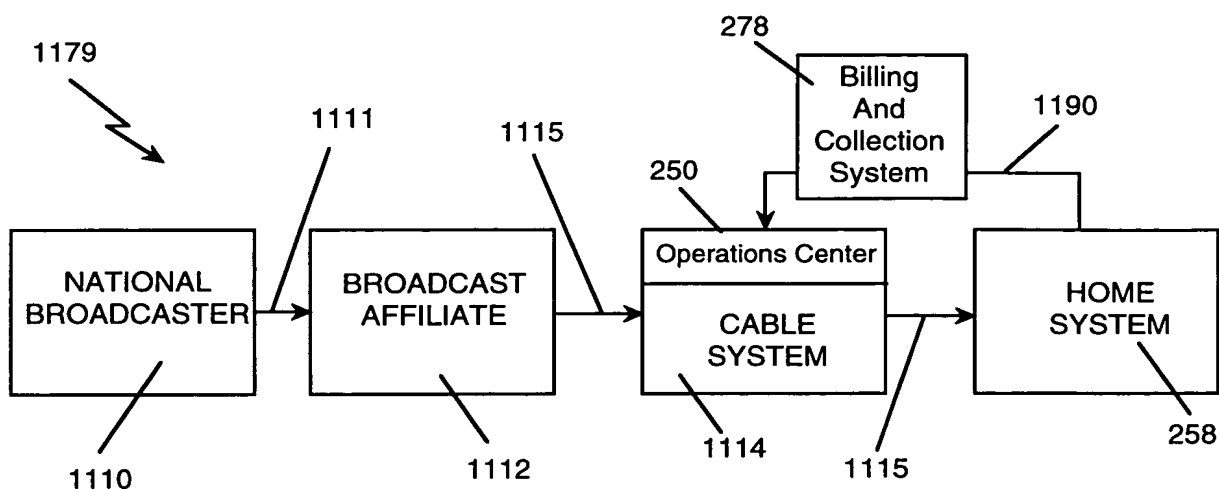 278
1179
Billing
And
Collection
System
1190
1111
1115
250
Operations Center
NATIONAL
BROADCASTER
BROADCAST
AFFILIATE
CABLE
SYSTEM
HOME
SYSTEM
1110
1112
1114
1115
258